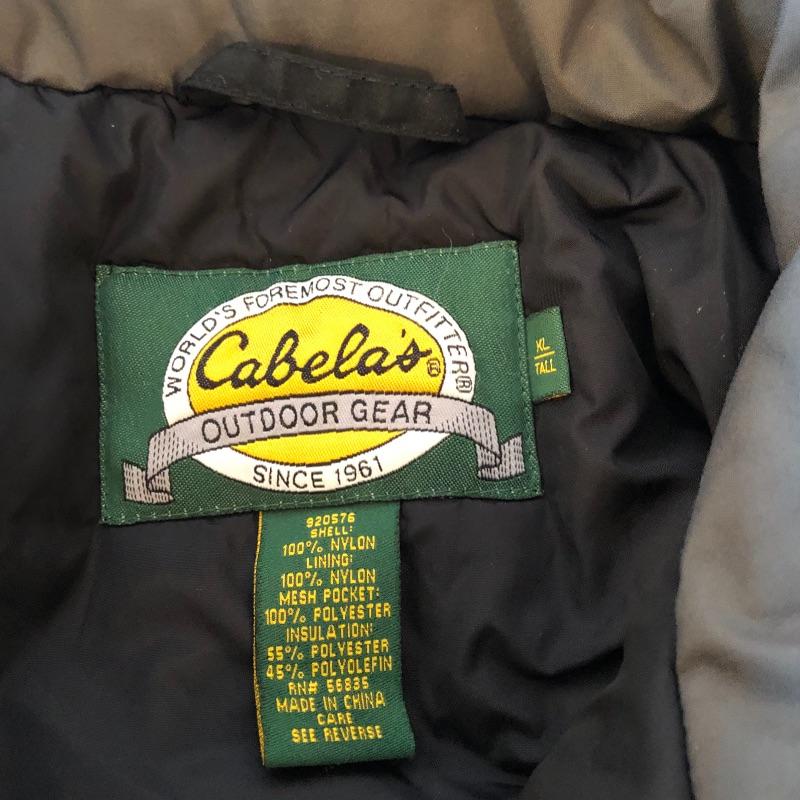 WORLD'S FOREMOST OUTFITTER®
Cabela's®
OUTDOOR GEAR
SINCE 1961
XL
TALL
920576
SHELL:
100% NYLON
LINING:
100% NYLON
MESH POCKET:
100% POLYESTER
INSULATION:
55% POLYESTER
45% POLYOLEFIN
RN# 56835
MADE IN CHINA
CARE
SEE REVERSE